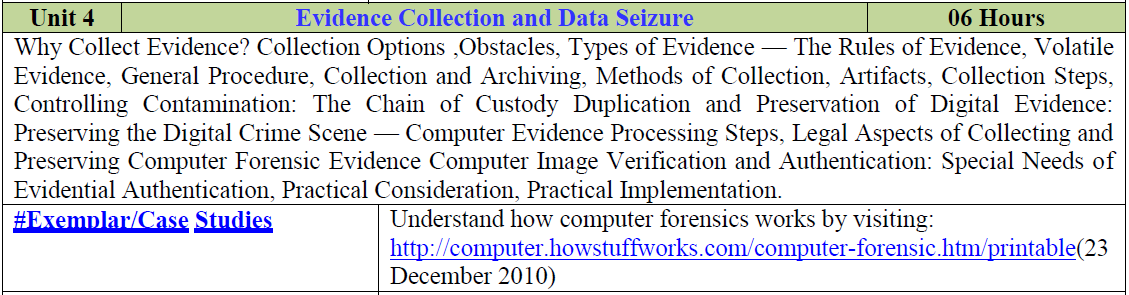 Unit 4 Evidence Collection and Data Seizure 06 Hours
Why Collect Evidence? Collection Options ,Obstacles, Types of Evidence — The Rules of Evidence, Volatile
Evidence, General Procedure, Collection and Archiving, Methods of Collection, Artifacts, Collection Steps,
Controlling Contamination: The Chain of Custody Duplication and Preservation of Digital Evidence:
Preserving the Digital Crime Scene — Computer Evidence Processing Steps, Legal Aspects of Collecting and
Preserving Computer Forensic Evidence Computer Image Verification and Authentication: Special Needs of
Evidential Authentication, Practical Consideration, Practical Implementation.
#Exemplar/Case Studies
Understand how computer forensics works by visiting:
http://computer.howstuffworks.com/computer-forensic.htm/printable(23
December 2010)